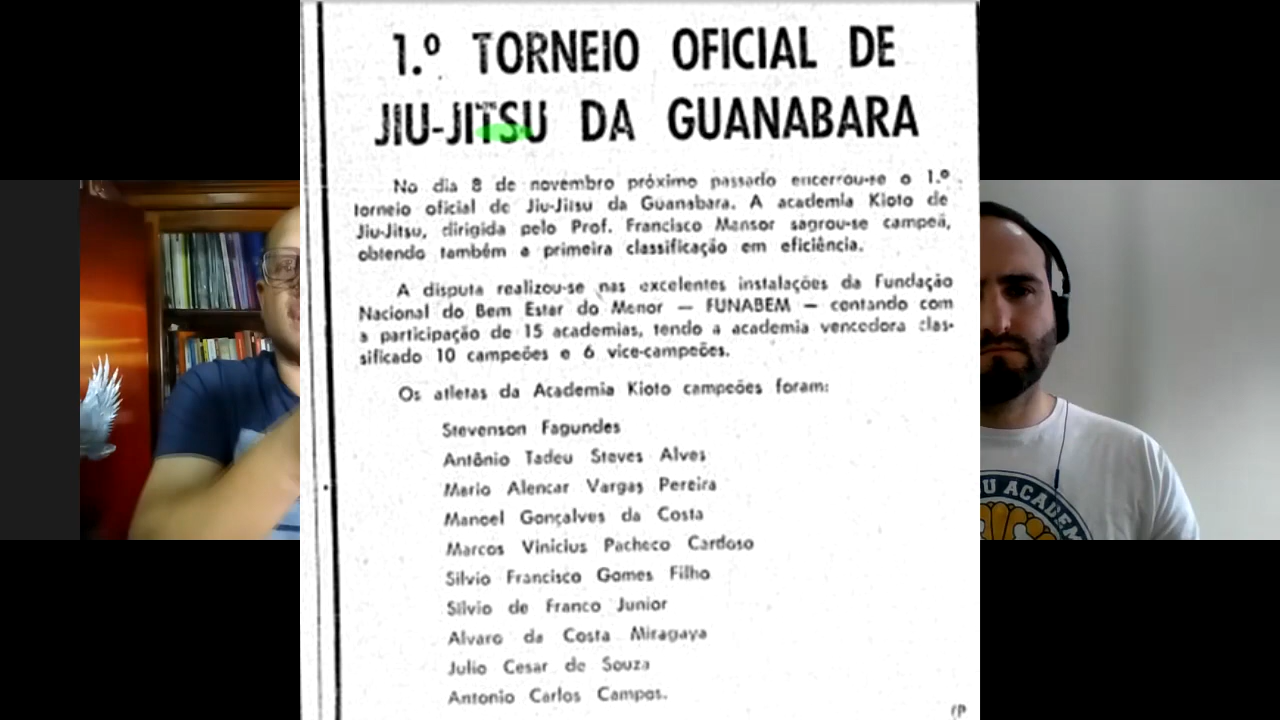 1.º TORNEIO OFICIAL DE
JIU-JITSU DA GUANABARA
No dia 8 de novembro próximo passado encerrou-se o 1.º
torneio oficial de Jiu-Jitsu da Guanabara. A academia Kioto de
Jiu-Jitsu, dirigida pelo Prof. Francisco Mansor sagrou-se campeã,
obtendo também a primeira classificação em eficiência.
A disputa realizou-se nas excelentes instalações da Fundação
Nacional do Bem Estar do Menor — FUNABEM — contando com
a participação de 15 academias, tendo a academia vencedora clas-
sificado 10 campeões e 6 vice-campeões.
Os atletas da Academia Kioto campeões foram:
Stevenson Fagundes
Antônio Tadeu Steves Alves
Mario Alencar Vargas Pereira
Manoel Gonçalves da Costa
Marcos Vinicius Pacheco Cardoso
Silvio Francisco Gomes Filho
Silvio de Franco Junior
Alvaro da Costa Miragaya
Julio Cesar de Souza
Antonio Carlos Campos.
(P
U ACADEM